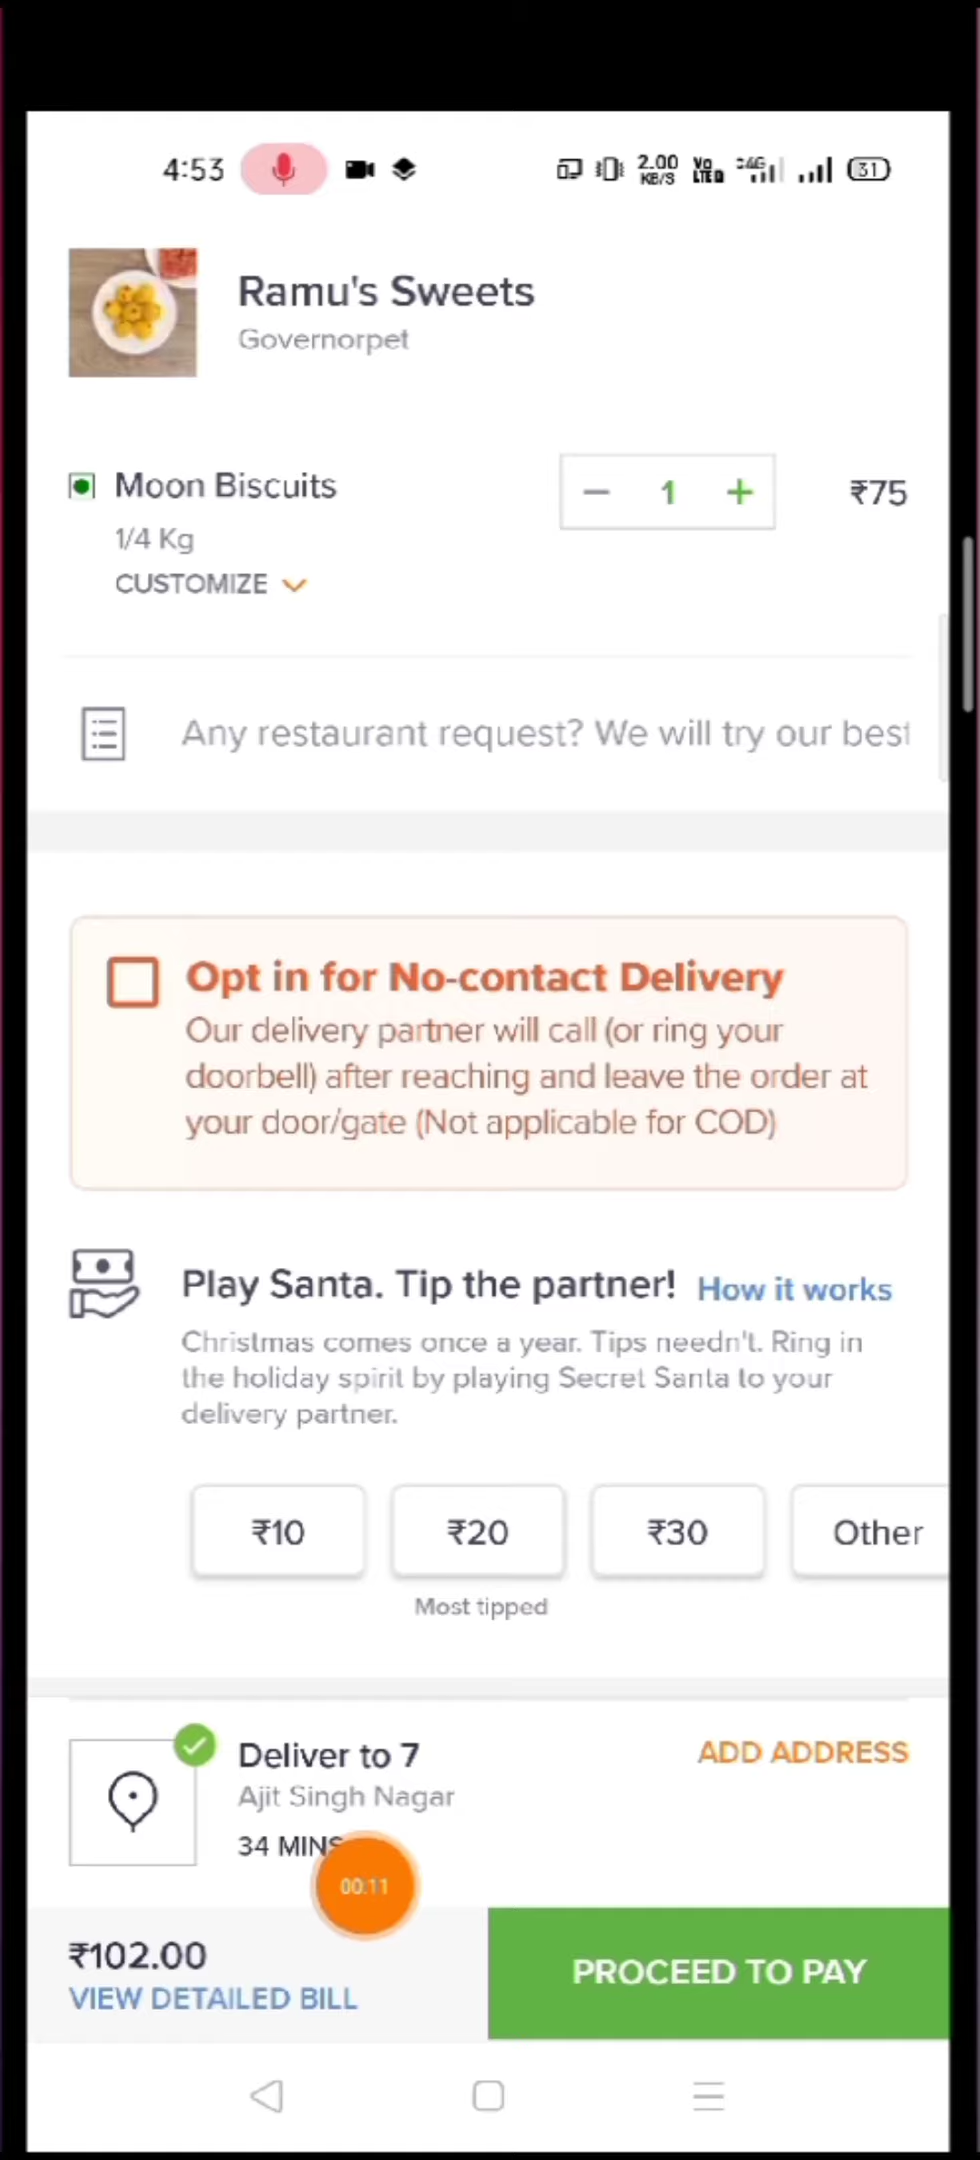 4:53 2.00 KB/S Vo LTE 4G 31
Ramu's Sweets
Governorpet
Moon Biscuits
1/4 Kg
CUSTOMIZE
− 1 +
₹75
Any restaurant request? We will try our best
Opt in for No-contact Delivery
Our delivery partner will call (or ring your
doorbell) after reaching and leave the order at
your door/gate (Not applicable for COD)
Play Santa. Tip the partner! How it works
Christmas comes once a year. Tips needn't. Ring in
the holiday spirit by playing Secret Santa to your
delivery partner.
₹10 ₹20 ₹30 Other
Most tipped
Deliver to 7 ADD ADDRESS
Ajit Singh Nagar
34 MINS
00:11
₹102.00
VIEW DETAILED BILL
PROCEED TO PAY